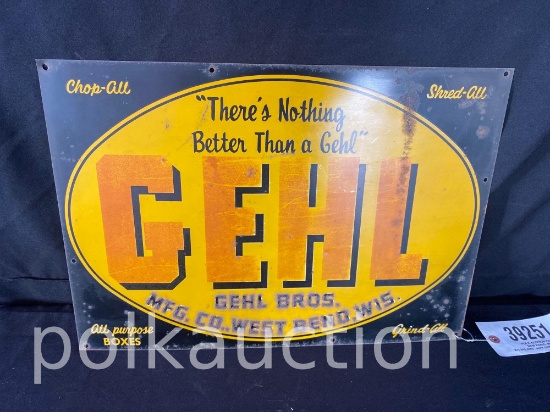 Chop-All
Shred-All
"There's Nothing
Better Than a Gehl"
GEHL
GEHL BROS.
MFG. CO. WEST BEND, WIS.
All purpose
BOXES
Grind-All
39251
polkauction